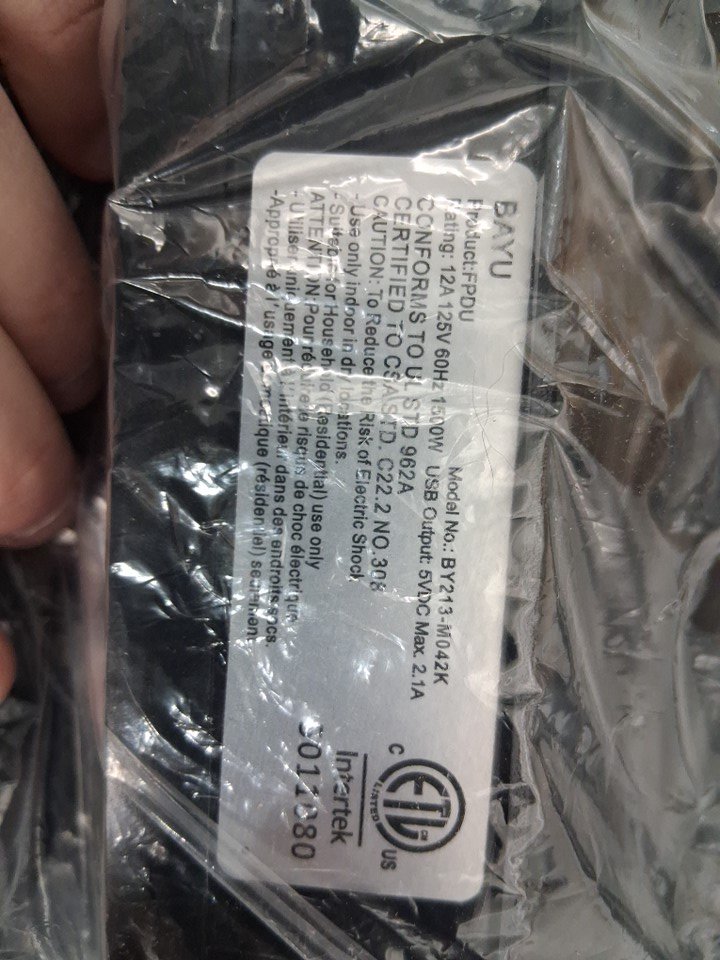 BAYU
Product:FPDU Model No.: BY213-M042K
Rating: 12A 125V 60Hz 1500W USB Output: 5VDC Max. 2.1A
CONFORMS TO UL STD 962A
CERTIFIED TO CSA STD. C22.2 NO.308
CAUTION:To Reduce the Risk of Electric Shock
- Use only indoor in dry locations.
- Suitable for Household (Residential) use only
ATTENTION:Pour réduire le risque de choc électrique
- Utiliser uniquement à l'intérieur dans des endroits secs.
-Approprié à l'usage domestique (résidentiel) seulement
C ETL CM LISTED US
Intertek